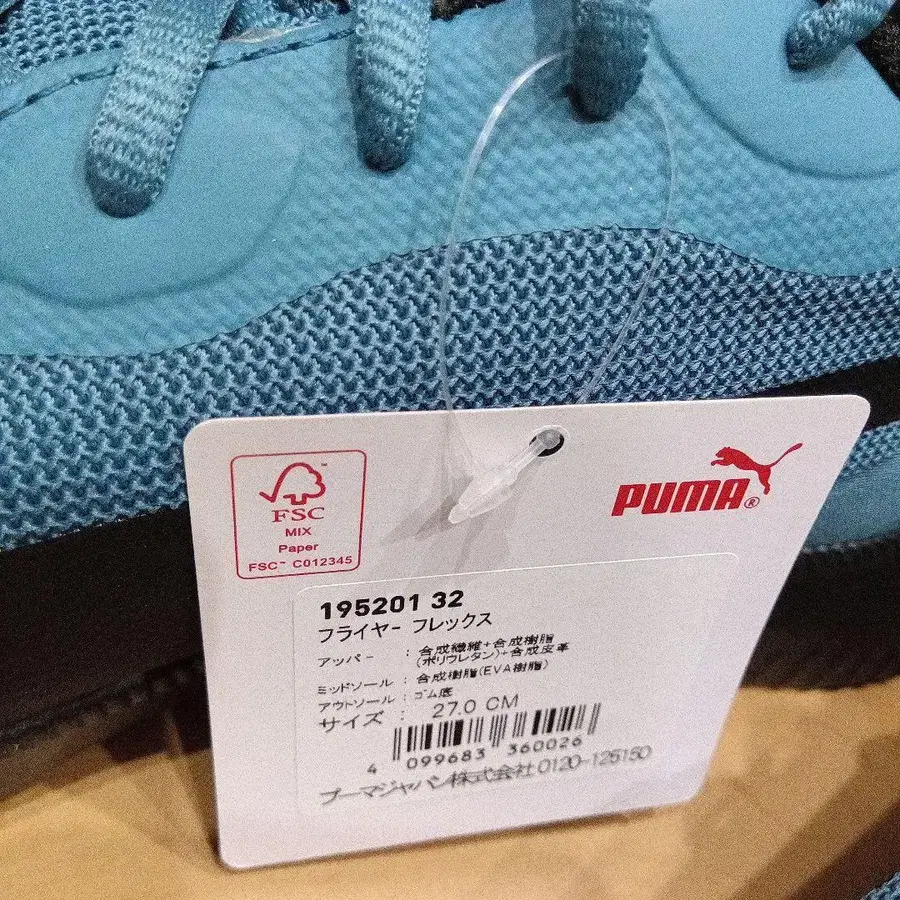 FSC
MIX
Paper
FSC™ C012345
PUMA®
195201 32
フライヤー フレックス
アッパー : 合成繊維+合成樹脂
(ポリウレタン)+合成皮革
ミッドソール : 合成樹脂(EVA樹脂)
アウトソール : ゴム底
サイズ : 27.0 CM
4 099683 360026
プーマジャパン株式会社 0120-125150